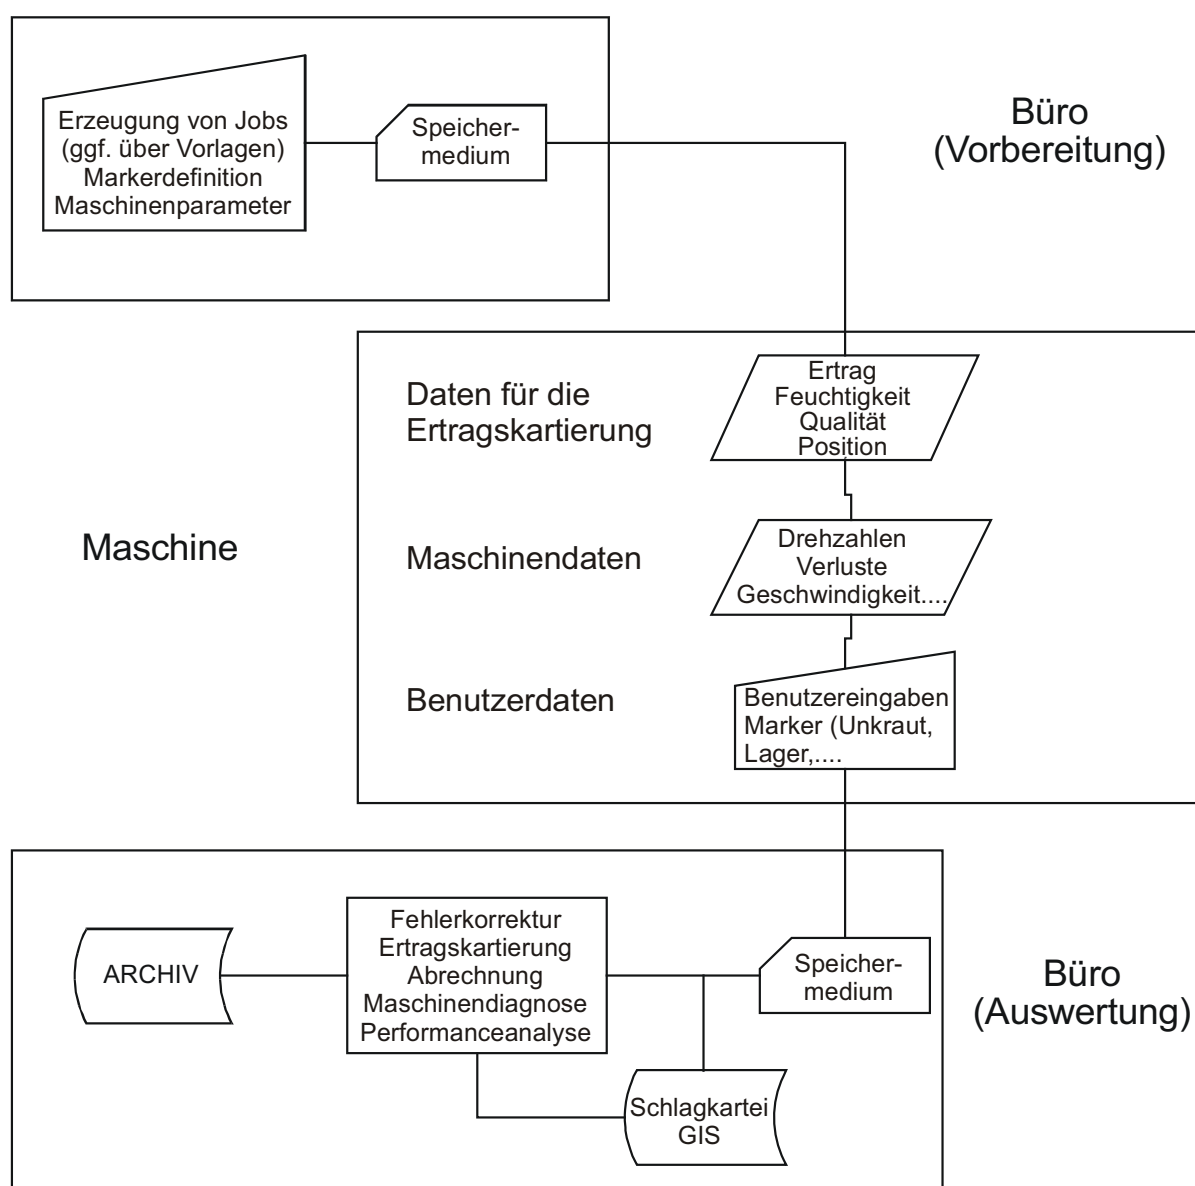 Erzeugung von Jobs
(ggf. über Vorlagen)
Markerdefinition
Maschinenparameter
Speicher-
medium
Büro
(Vorbereitung)
Maschine
Daten für die
Ertragskartierung
Ertrag
Feuchtigkeit
Qualität
Position
Maschinendaten
Drehzahlen
Verluste
Geschwindigkeit....
Benutzerdaten
Benutzereingaben
Marker (Unkraut,
Lager,....
ARCHIV
Fehlerkorrektur
Ertragskartierung
Abrechnung
Maschinendiagnose
Performanceanalyse
Speicher-
medium
Schlagkartei
GIS
Büro
(Auswertung)